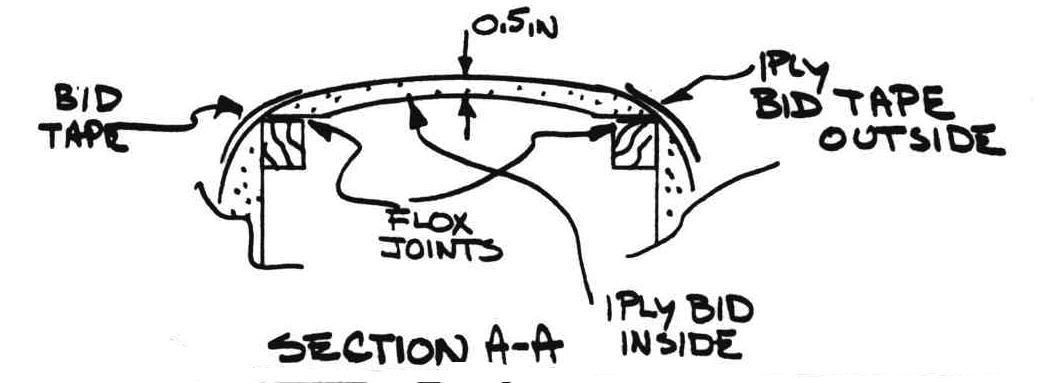 0.5IN
BID
TAPE
1PLY
BID TAPE
OUTSIDE
FLOX
JOINTS
1PLY BID
INSIDE
SECTION A-A